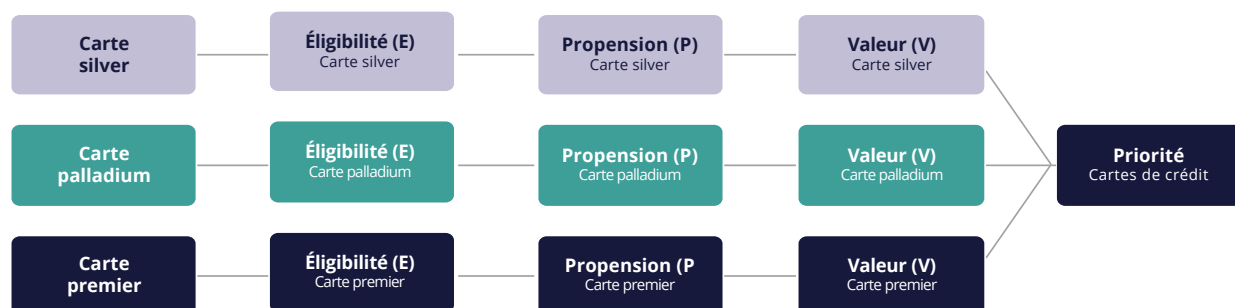 Carte
silver
Éligibilité (E)
Carte silver
Propension (P)
Carte silver
Valeur (V)
Carte silver
Carte
palladium
Éligibilité (E)
Carte palladium
Propension (P)
Carte palladium
Valeur (V)
Carte palladium
Priorité
Cartes de crédit
Carte
premier
Éligibilité (E)
Carte premier
Propension (P
Carte premier
Valeur (V)
Carte premier